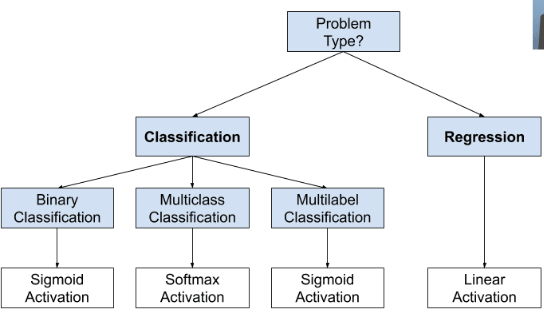 Problem
Type?
Classification
Regression
Binary
Classification
Multiclass
Classification
Multilabel
Classification
Sigmoid
Activation
Softmax
Activation
Sigmoid
Activation
Linear
Activation